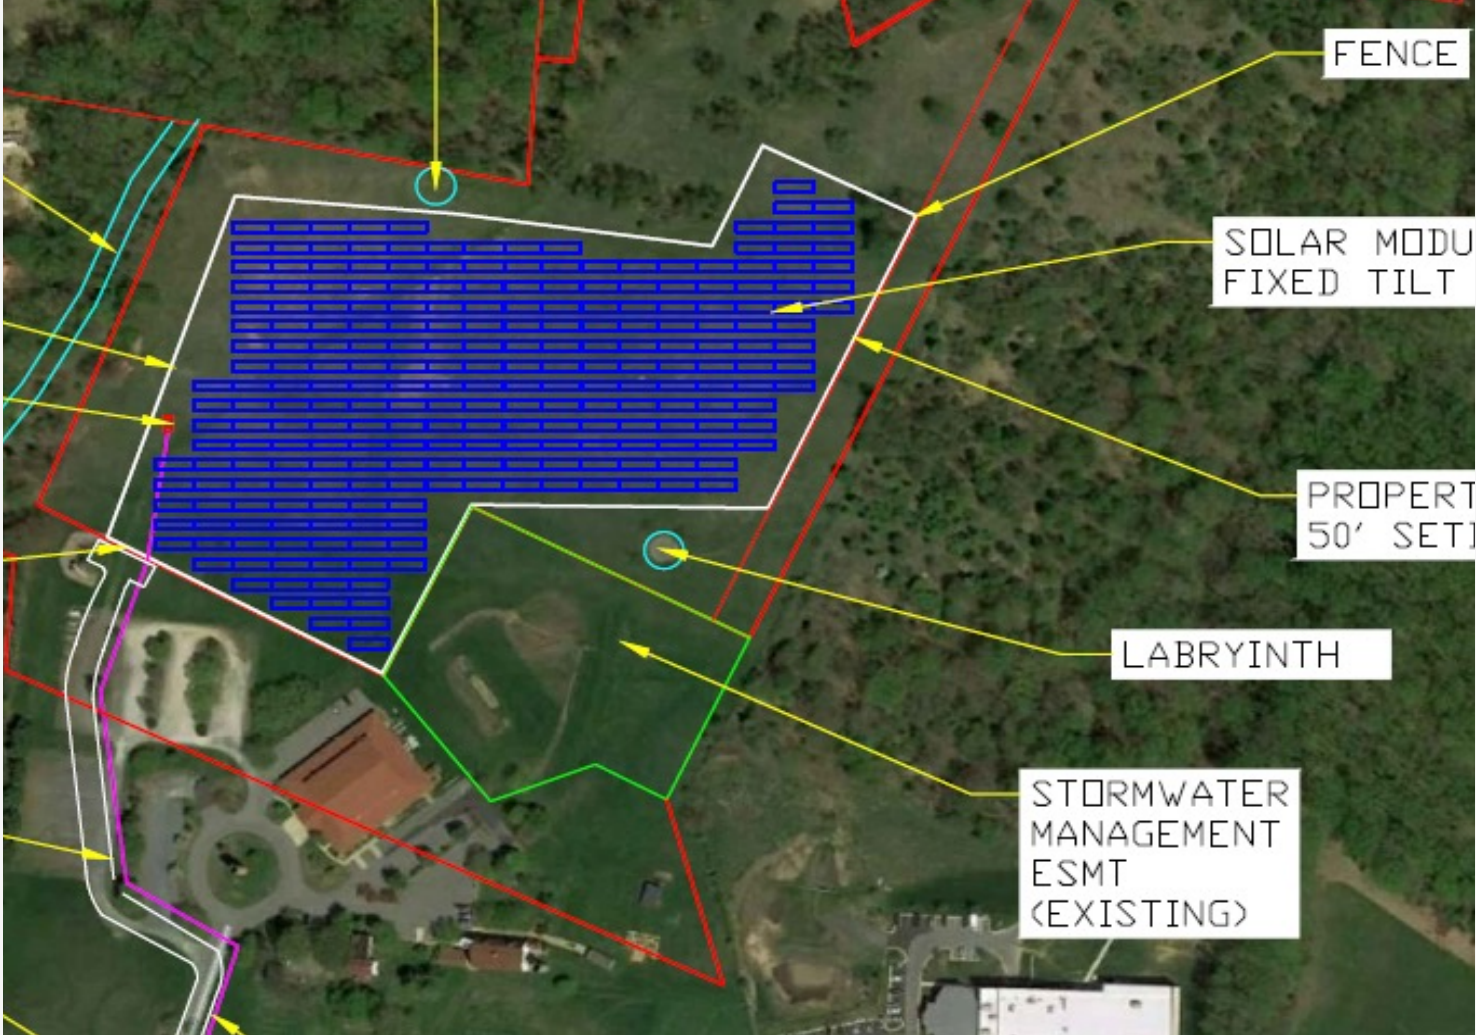 FENCE
SOLAR MODU
FIXED TILT
PROPERT
50' SET
LABRYINTH
STORMWATER
MANAGEMENT
ESMT
(EXISTING)